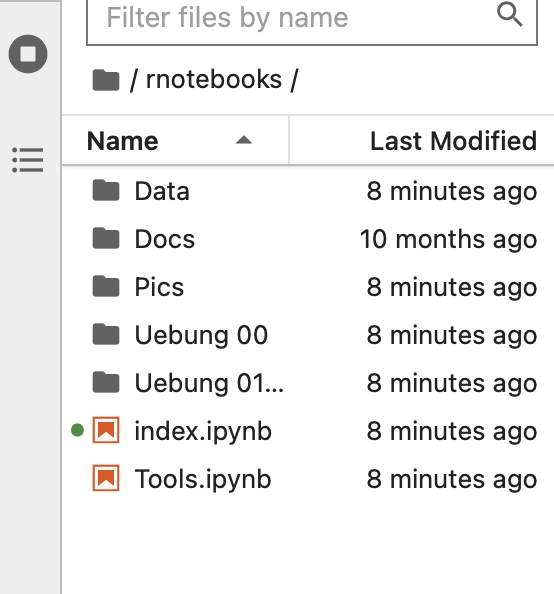 Filter files by name
/ rnotebooks /
Name Last Modified
Data 8 minutes ago
Docs 10 months ago
Pics 8 minutes ago
Uebung 00 8 minutes ago
Uebung 01... 8 minutes ago
index.ipynb 8 minutes ago
Tools.ipynb 8 minutes ago